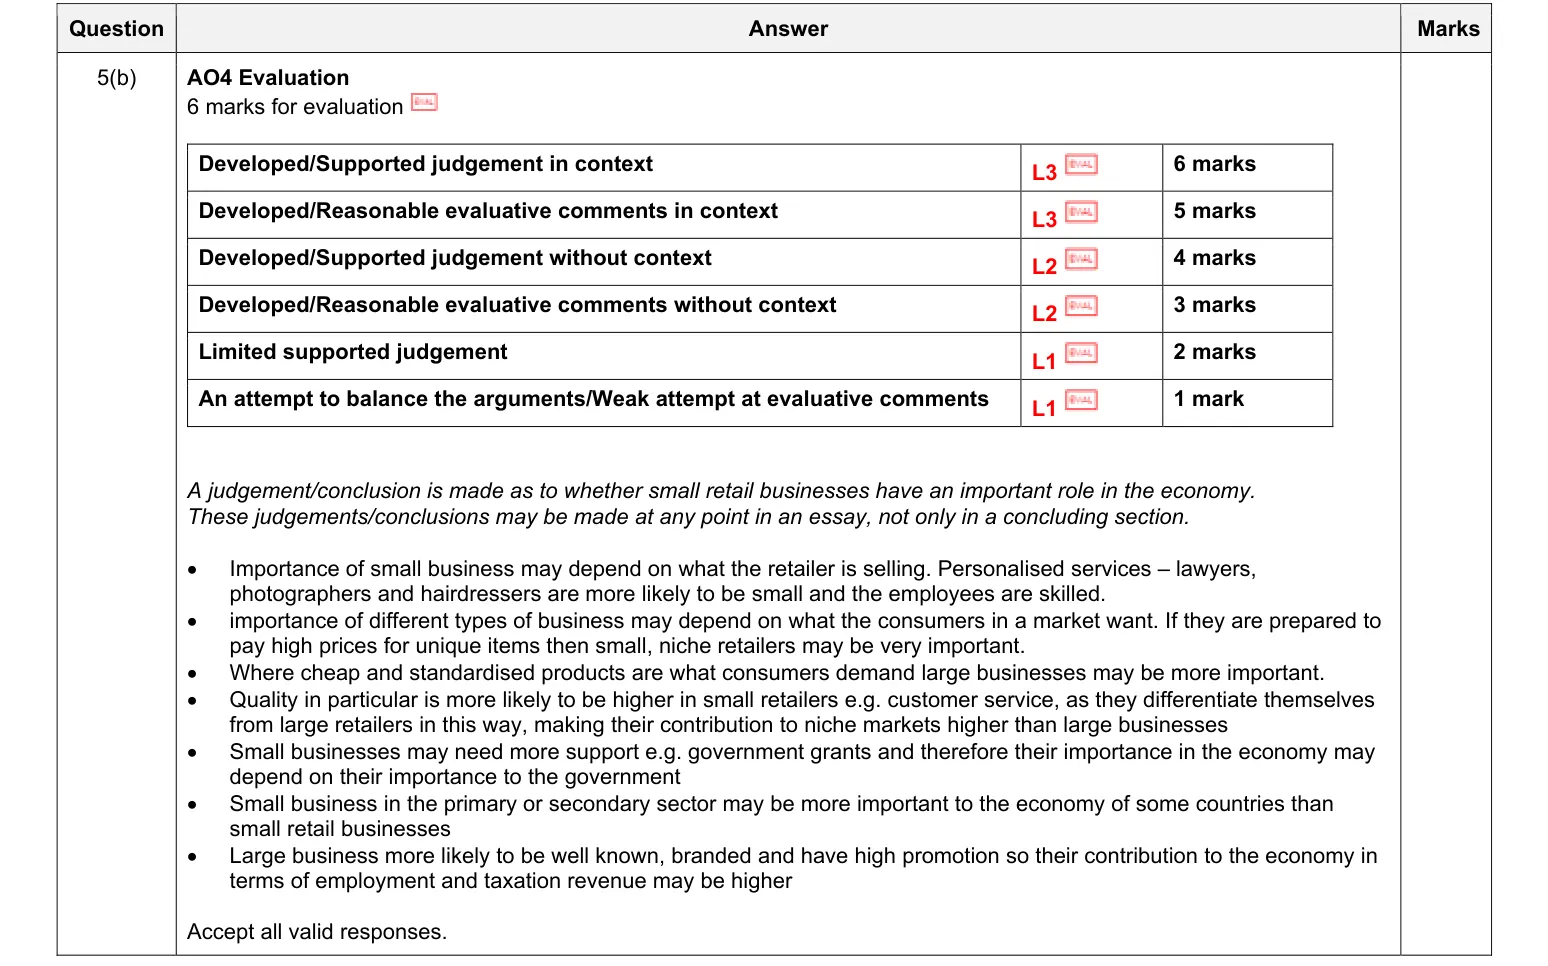 Question Answer Marks
5(b)
AO4 Evaluation
6 marks for evaluation EVAL
Developed/Supported judgement in context L3 EVAL 6 marks
Developed/Reasonable evaluative comments in context L3 EVAL 5 marks
Developed/Supported judgement without context L2 EVAL 4 marks
Developed/Reasonable evaluative comments without context L2 EVAL 3 marks
Limited supported judgement L1 EVAL 2 marks
An attempt to balance the arguments/Weak attempt at evaluative comments L1 EVAL 1 mark
A judgement/conclusion is made as to whether small retail businesses have an important role in the economy.
These judgements/conclusions may be made at any point in an essay, not only in a concluding section.
• Importance of small business may depend on what the retailer is selling. Personalised services – lawyers,
photographers and hairdressers are more likely to be small and the employees are skilled.
• importance of different types of business may depend on what the consumers in a market want. If they are prepared to
pay high prices for unique items then small, niche retailers may be very important.
• Where cheap and standardised products are what consumers demand large businesses may be more important.
• Quality in particular is more likely to be higher in small retailers e.g. customer service, as they differentiate themselves
from large retailers in this way, making their contribution to niche markets higher than large businesses
• Small businesses may need more support e.g. government grants and therefore their importance in the economy may
depend on their importance to the government
• Small business in the primary or secondary sector may be more important to the economy of some countries than
small retail businesses
• Large business more likely to be well known, branded and have high promotion so their contribution to the economy in
terms of employment and taxation revenue may be higher
Accept all valid responses.